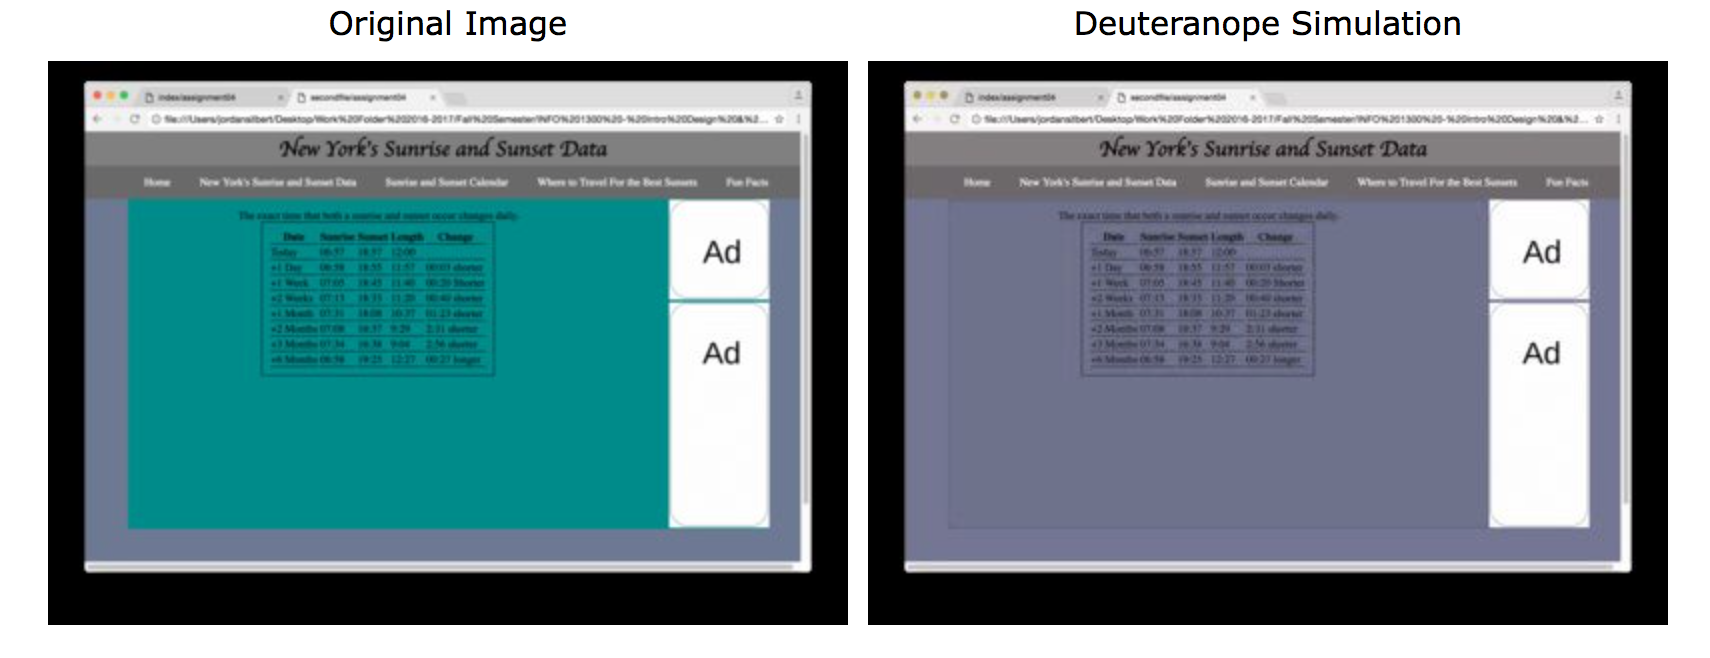 Original Image
Deuteranope Simulation
index/assignment04
secondfile/assignment04
file:///Users/jordansilbert/Desktop/Work%20Folder%202016-2017/Fall%20Semester/INFO%201300%20-%20Intro%20Design%20&%2...
New York's Sunrise and Sunset Data
Home New York's Sunrise and Sunset Data Sunrise and Sunset Calendar Where to Travel For the Best Sunsets Fun Facts
The exact time that both a sunrise and sunset occur changes daily.
Date Sunrise Sunset Length Change
Today 06:57 18:57 12:00
+1 Day 06:58 18:55 11:57 00:03 shorter
+1 Week 07:05 18:45 11:40 00:20 Shorter
+2 Weeks 07:13 18:33 11:20 00:40 shorter
+1 Month 07:31 18:08 10:37 01:23 shorter
+2 Months 07:08 16:37 9:29 2:31 shorter
+3 Months 07:34 16:38 9:04 2:56 shorter
+6 Months 06:58 19:25 12:27 00:27 longer
Ad
Ad
index/assignment04
secondfile/assignment04
file:///Users/jordansilbert/Desktop/Work%20Folder%202016-2017/Fall%20Semester/INFO%201300%20-%20Intro%20Design%20&%2...
New York's Sunrise and Sunset Data
Home New York's Sunrise and Sunset Data Sunrise and Sunset Calendar Where to Travel For the Best Sunsets Fun Facts
The exact time that both a sunrise and sunset occur changes daily.
Date Sunrise Sunset Length Change
Today 06:57 18:57 12:00
+1 Day 06:58 18:55 11:57 00:03 shorter
+1 Week 07:05 18:45 11:40 00:20 Shorter
+2 Weeks 07:13 18:33 11:20 00:40 shorter
+1 Month 07:31 18:08 10:37 01:23 shorter
+2 Months 07:08 16:37 9:29 2:31 shorter
+3 Months 07:34 16:38 9:04 2:56 shorter
+6 Months 06:58 19:25 12:27 00:27 longer
Ad
Ad